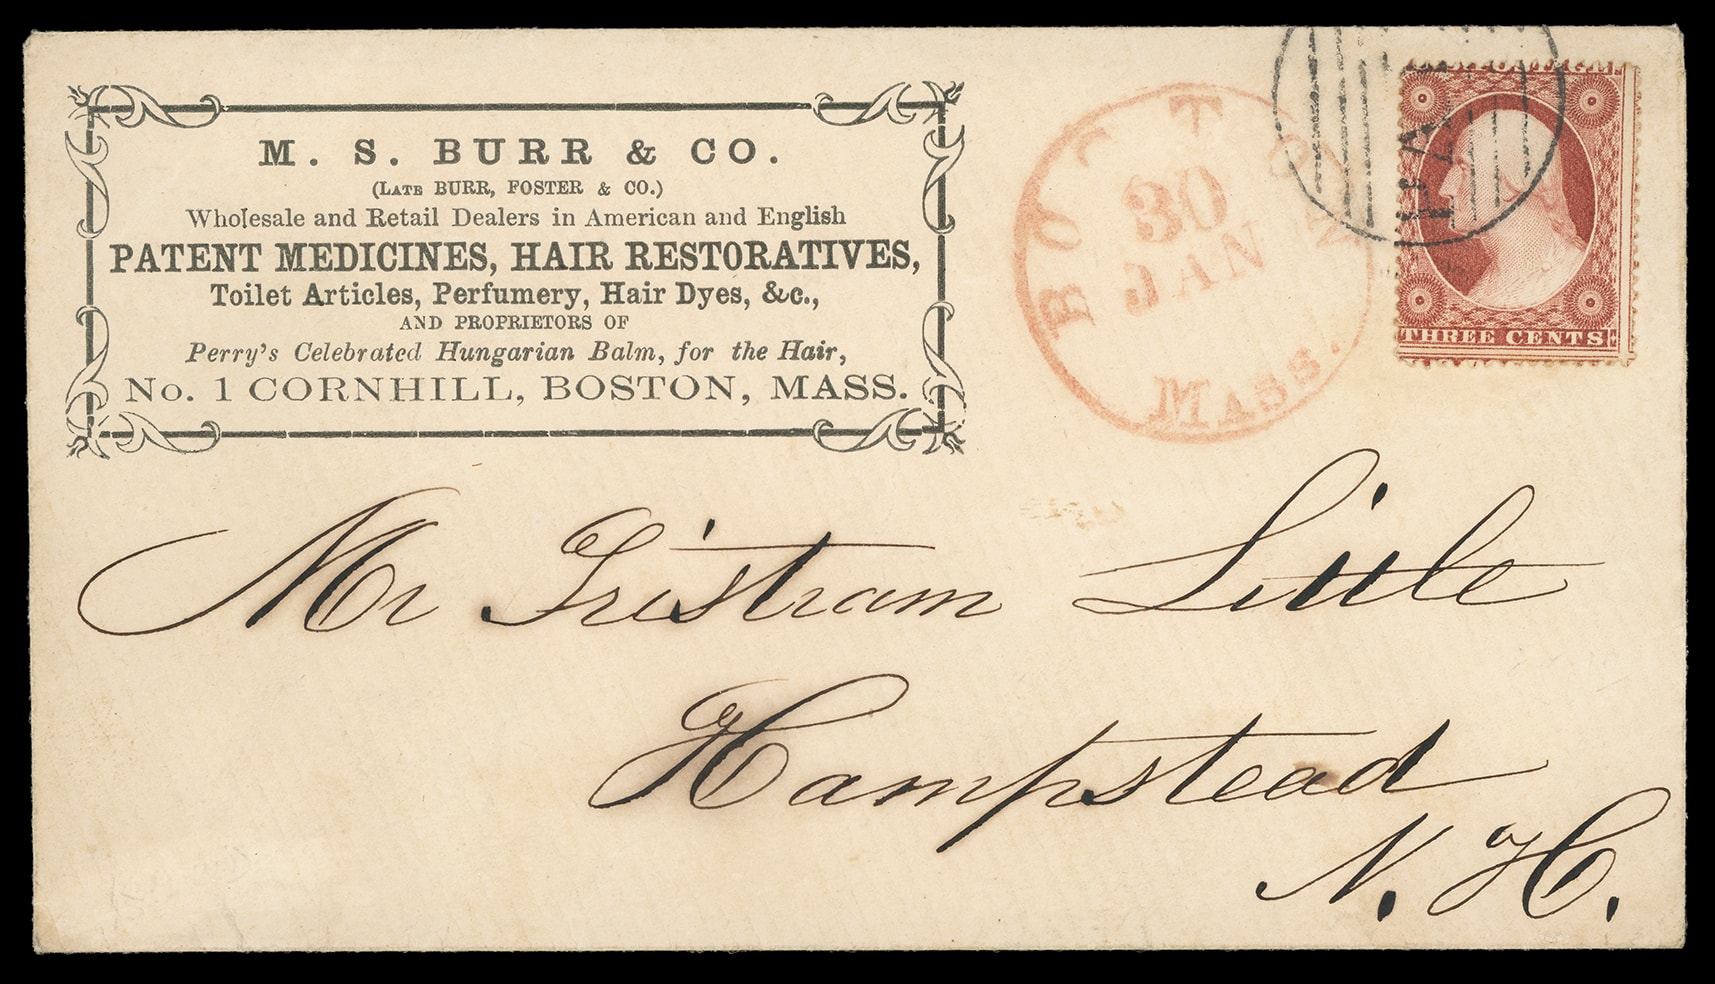 M. S. BURR & CO.
(LATE BURR, FOSTER & CO.)
Wholesale and Retail Dealers in American and English
PATENT MEDICINES, HAIR RESTORATIVES,
Toilet Articles, Perfumery, Hair Dyes, &c.,
AND PROPRIETORS OF
Perry's Celebrated Hungarian Balm, for the Hair,
No. 1 CORNHILL, BOSTON, MASS.
BOSTON
30
JAN
MASS.
PAID
THREE CENTS
Mr Tristram Little
Hampstead
N. H.